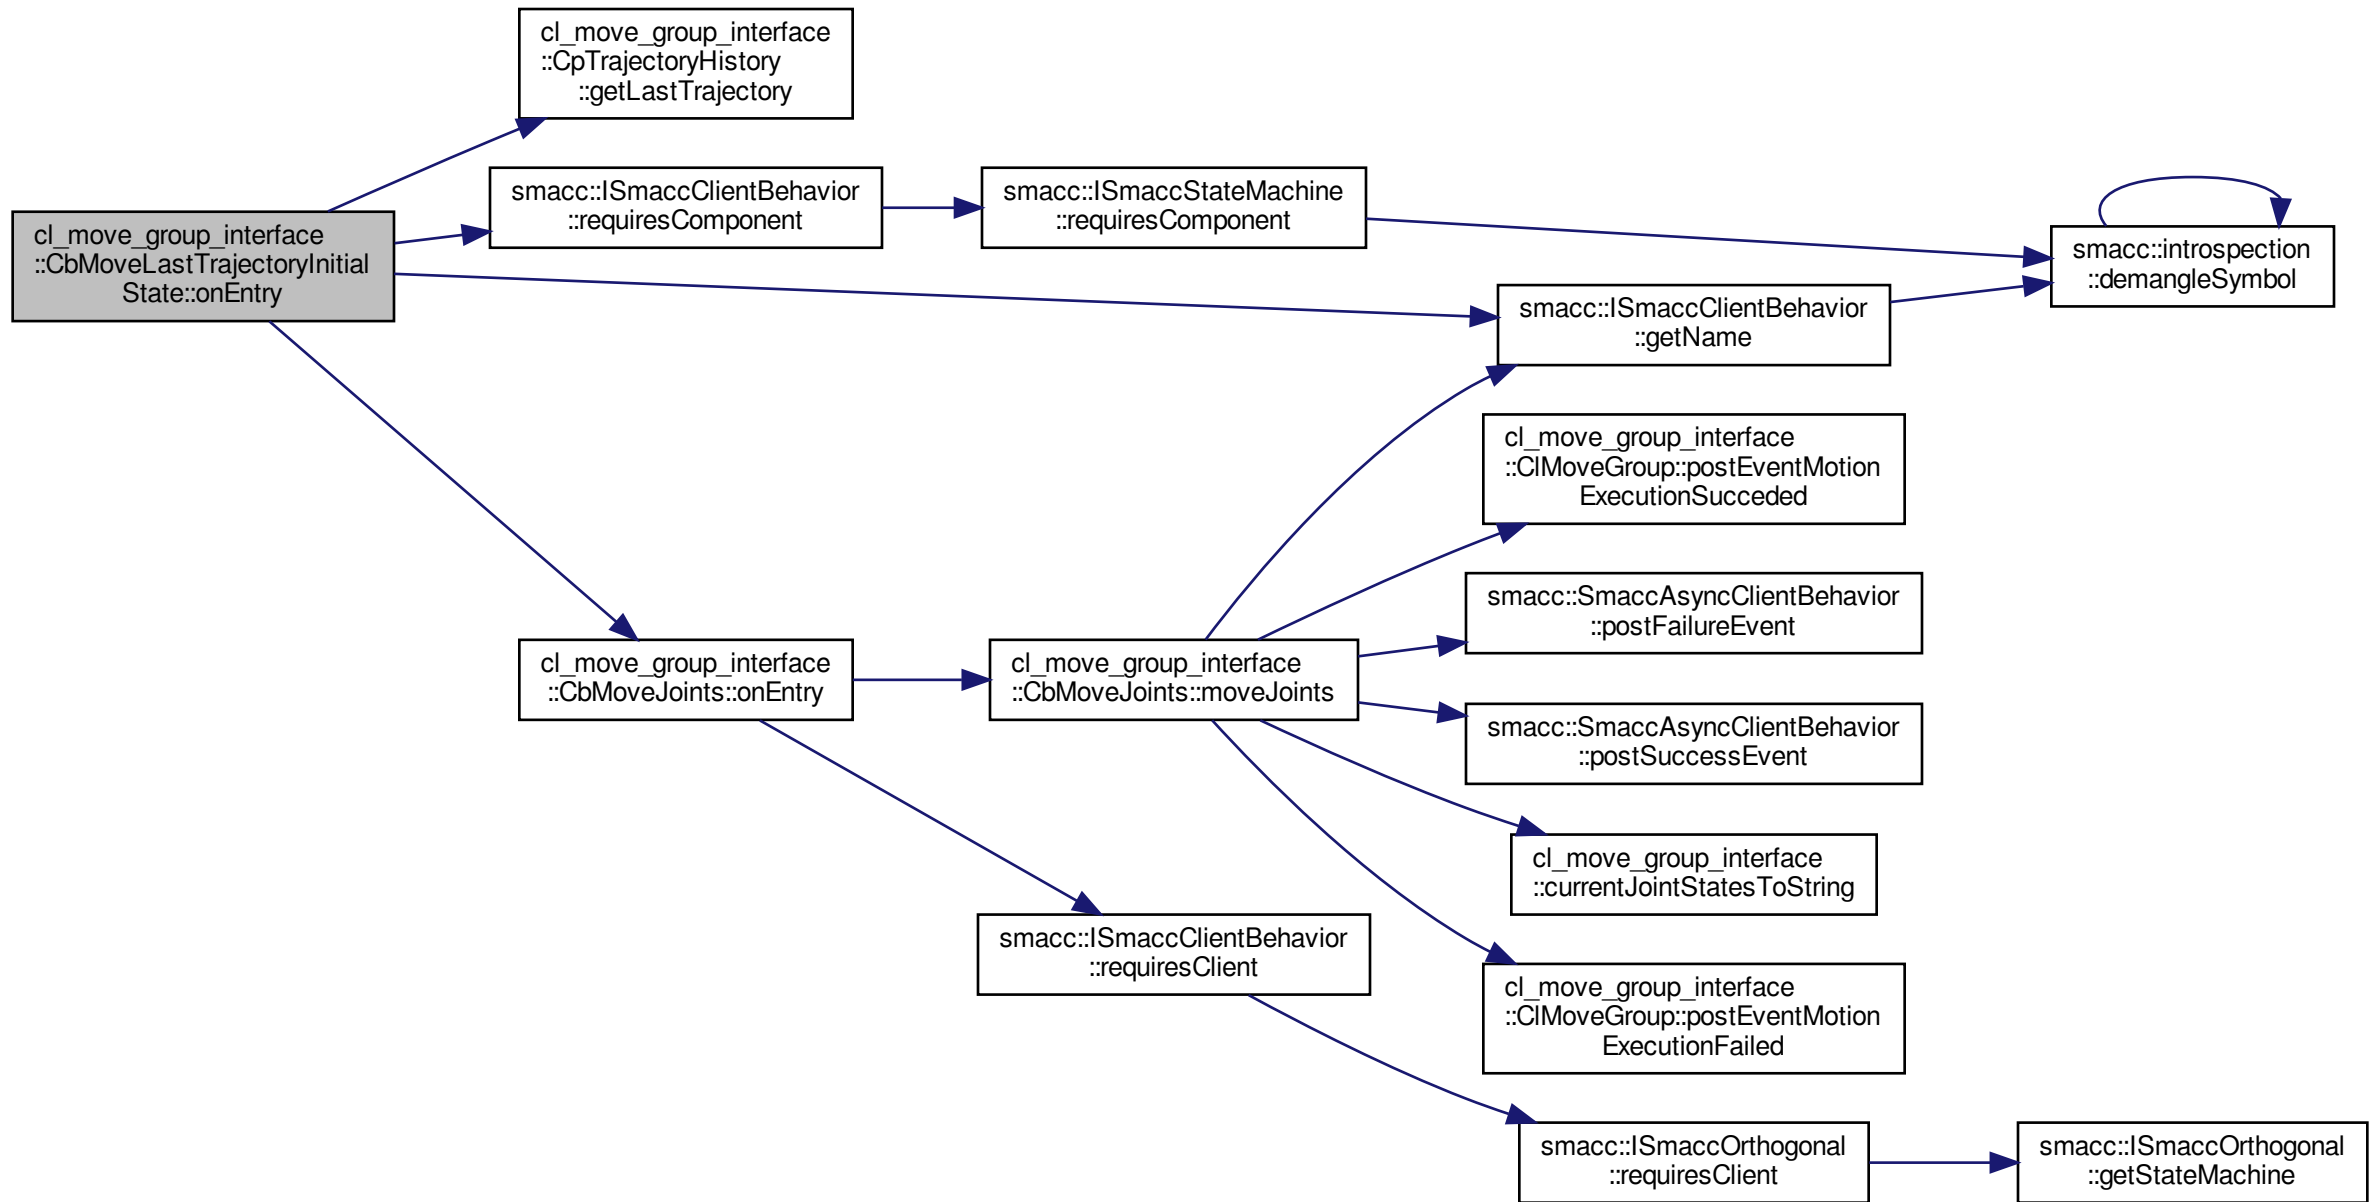 cl_move_group_interface
::CpTrajectoryHistory
::getLastTrajectory
smacc::ISmaccClientBehavior
::requiresComponent
smacc::ISmaccStateMachine
::requiresComponent
cl_move_group_interface
::CbMoveLastTrajectoryInitial
State::onEntry
smacc::introspection
::demangleSymbol
smacc::ISmaccClientBehavior
::getName
cl_move_group_interface
::ClMoveGroup::postEventMotion
ExecutionSucceded
smacc::SmaccAsyncClientBehavior
::postFailureEvent
cl_move_group_interface
::CbMoveJoints::onEntry
cl_move_group_interface
::CbMoveJoints::moveJoints
smacc::SmaccAsyncClientBehavior
::postSuccessEvent
cl_move_group_interface
::currentJointStatesToString
smacc::ISmaccClientBehavior
::requiresClient
cl_move_group_interface
::ClMoveGroup::postEventMotion
ExecutionFailed
smacc::ISmaccOrthogonal
::requiresClient
smacc::ISmaccOrthogonal
::getStateMachine